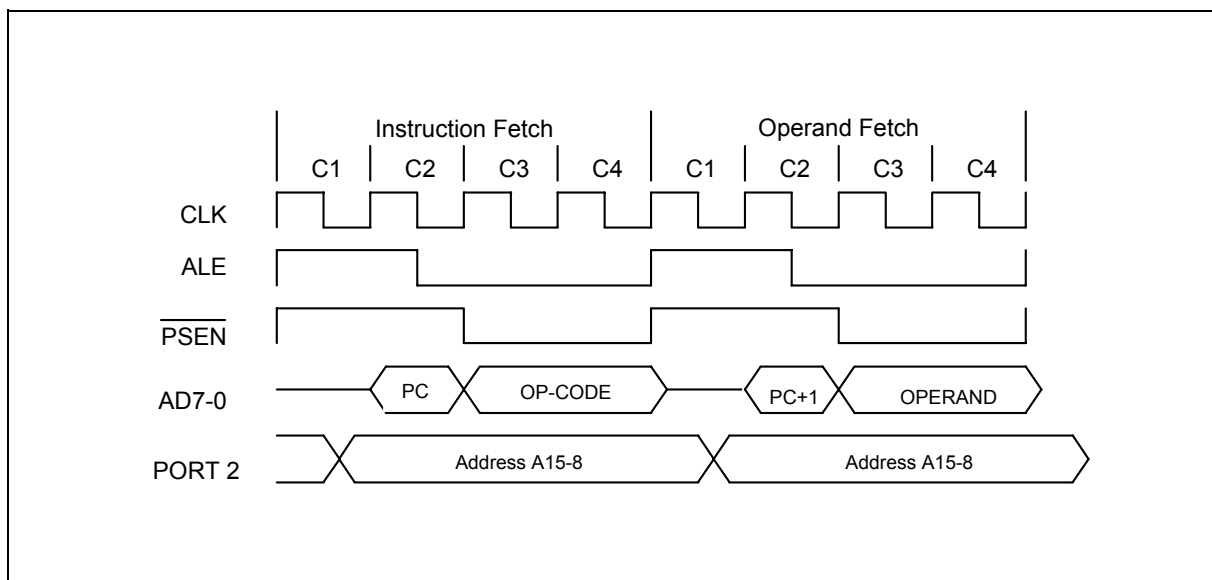 Instruction Fetch Operand Fetch
C1 C2 C3 C4 C1 C2 C3 C4
CLK
ALE
PSEN
AD7-0 PC OP-CODE PC+1 OPERAND
PORT 2 Address A15-8 Address A15-8